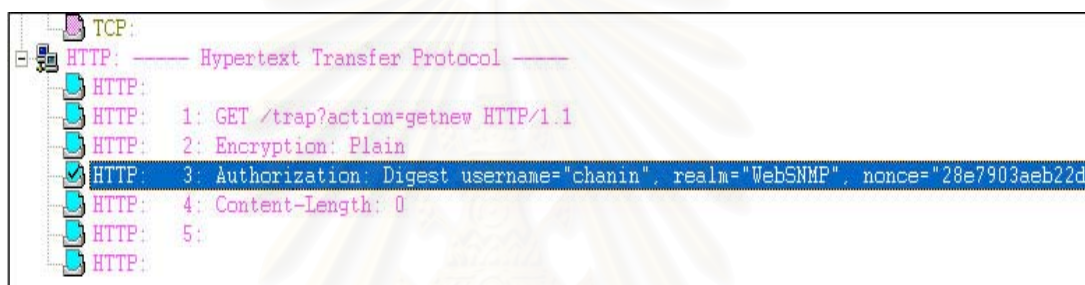 TCP:
HTTP: ----- Hypertext Transfer Protocol -----
HTTP:
HTTP: 1: GET /trap?action=getnew HTTP/1.1
HTTP: 2: Encryption: Plain
HTTP: 3: Authorization: Digest username="chanin", realm="WebSNMP", nonce="28e7903aeb22d
HTTP: 4: Content-Length: 0
HTTP: 5:
HTTP: